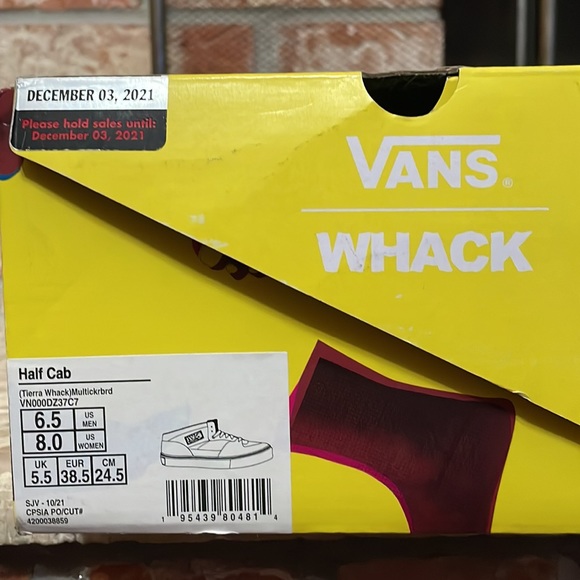 DECEMBER 03, 2021
Please hold sales until:
December 03, 2021
VANS®
WHACK
Half Cab
(Tierra Whack)Multickrbrd
VN000DZ37C7
6.5 US MEN
8.0 US WOMEN
UK EUR CM
5.5 38.5 24.5
SJV - 10/21
CPSIA PO/CUT#
4200038859
1 95439 80481 4